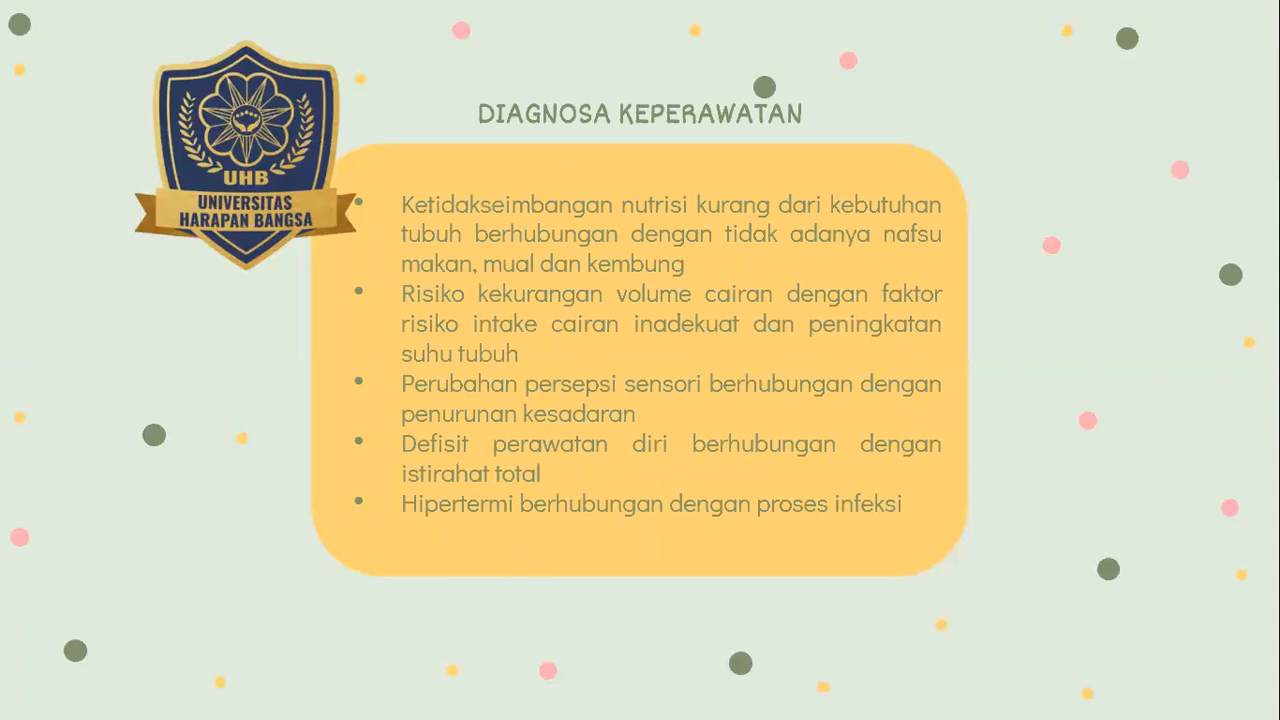 DIAGNOSA KEPERAWATAN
UHB
UNIVERSITAS
HARAPAN BANGSA
• Ketidakseimbangan nutrisi kurang dari kebutuhan
tubuh berhubungan dengan tidak adanya nafsu
makan, mual dan kembung
• Risiko kekurangan volume cairan dengan faktor
risiko intake cairan inadekuat dan peningkatan
suhu tubuh
• Perubahan persepsi sensori berhubungan dengan
penurunan kesadaran
• Defisit perawatan diri berhubungan dengan
istirahat total
• Hipertermi berhubungan dengan proses infeksi